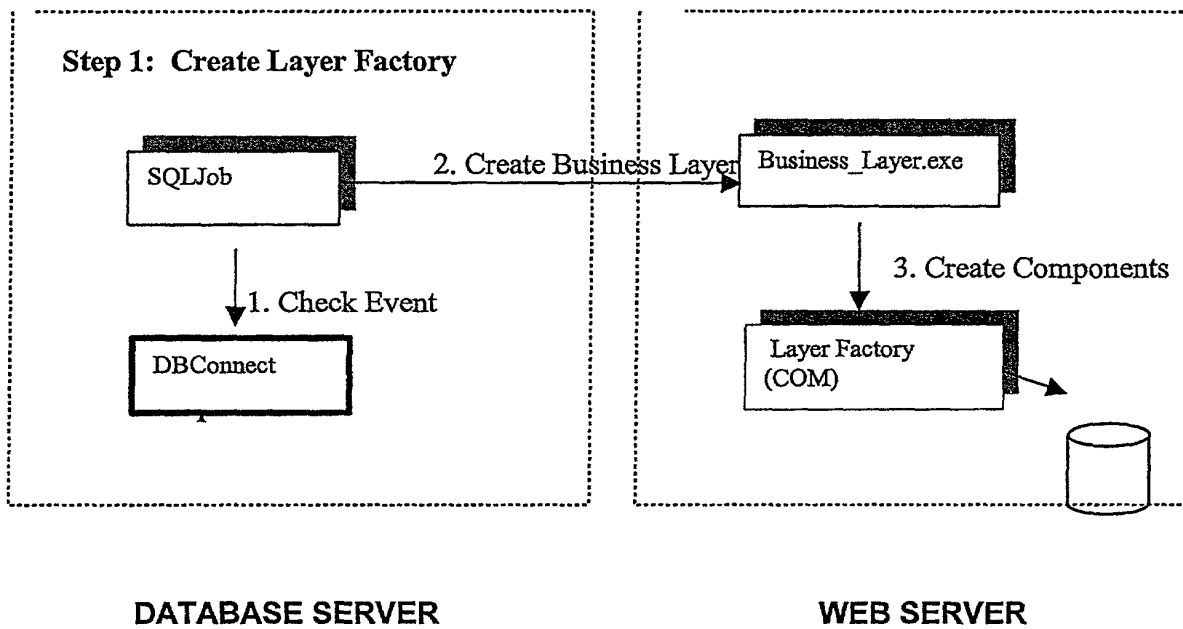 Step 1: Create Layer Factory
SQLJob
2. Create Business Layer
Business_Layer.exe
1. Check Event
3. Create Components
DBConnect
Layer Factory
(COM)
DATABASE SERVER
WEB SERVER